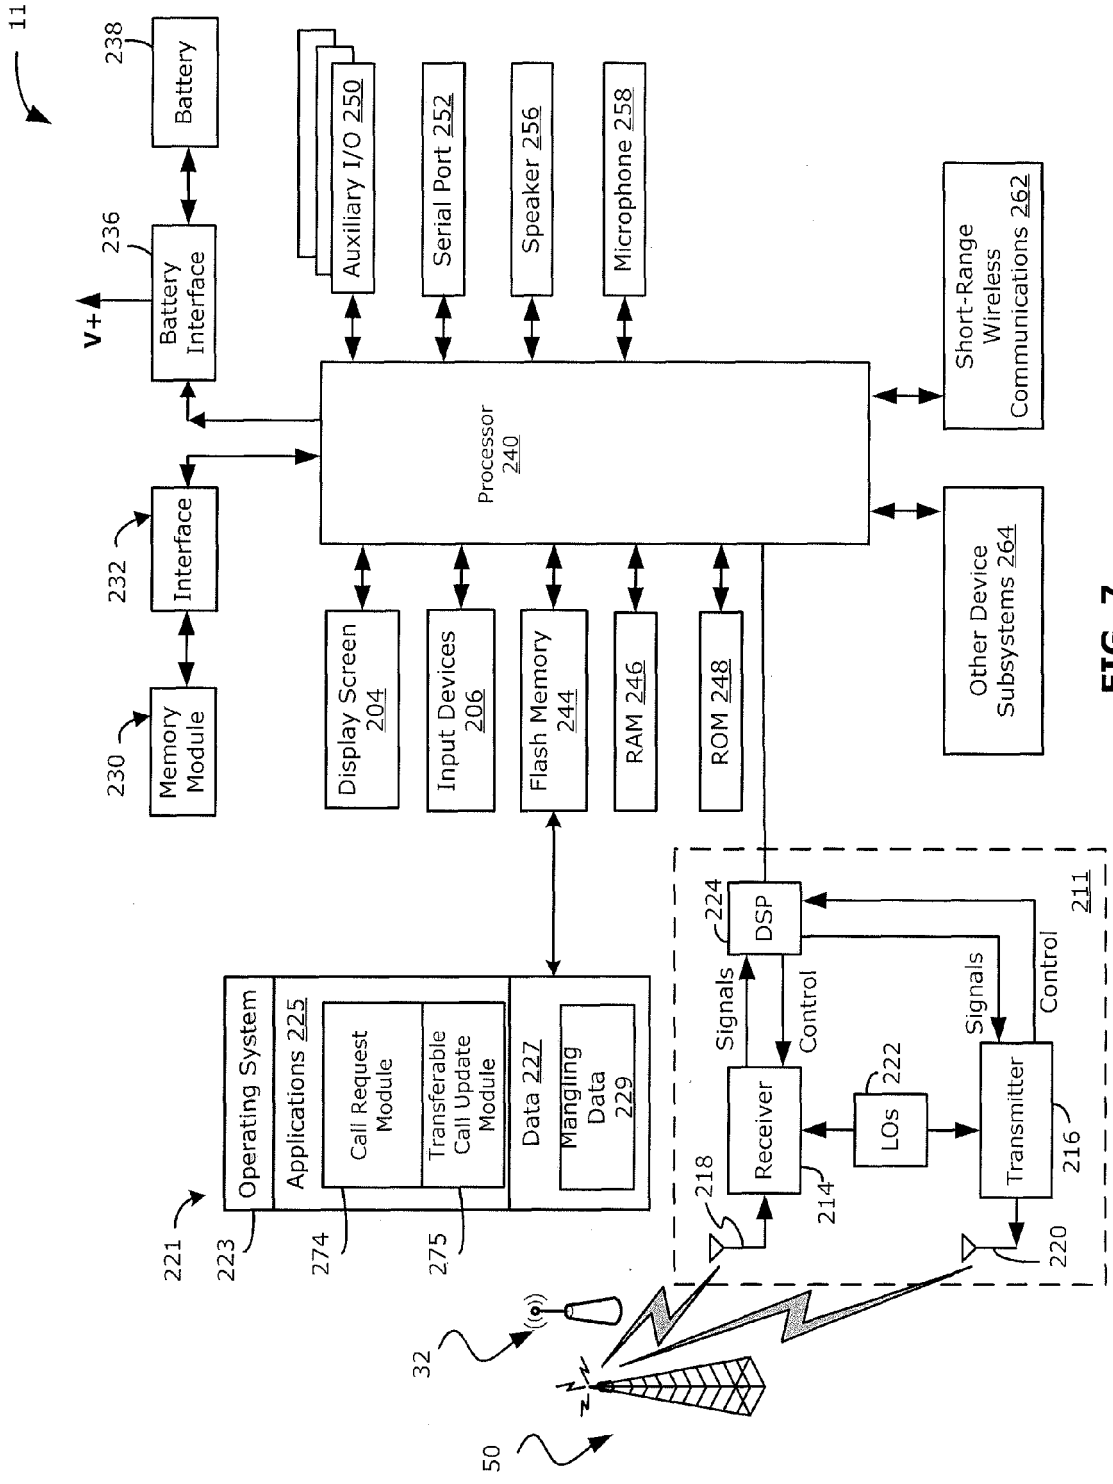 11
238
Battery
236
Battery
Interface
V+
232
Interface
230
Memory
Module
Auxiliary I/O 250
Serial Port 252
Speaker 256
Microphone 258
Processor
240
Display Screen
204
Input Devices
206
Flash Memory
244
RAM 246
ROM 248
Short-Range
Wireless
Communications 262
Other Device
Subsystems 264
221
223
Operating System
Applications 225
274
Call Request
Module
275
Transferable
Call Update
Module
Data 227
Mangling
Data
229
224
DSP
211
Signals
Control
Signals
Control
218
Receiver
214
222
LOs
Transmitter
216
220
32
50
FIG. 7